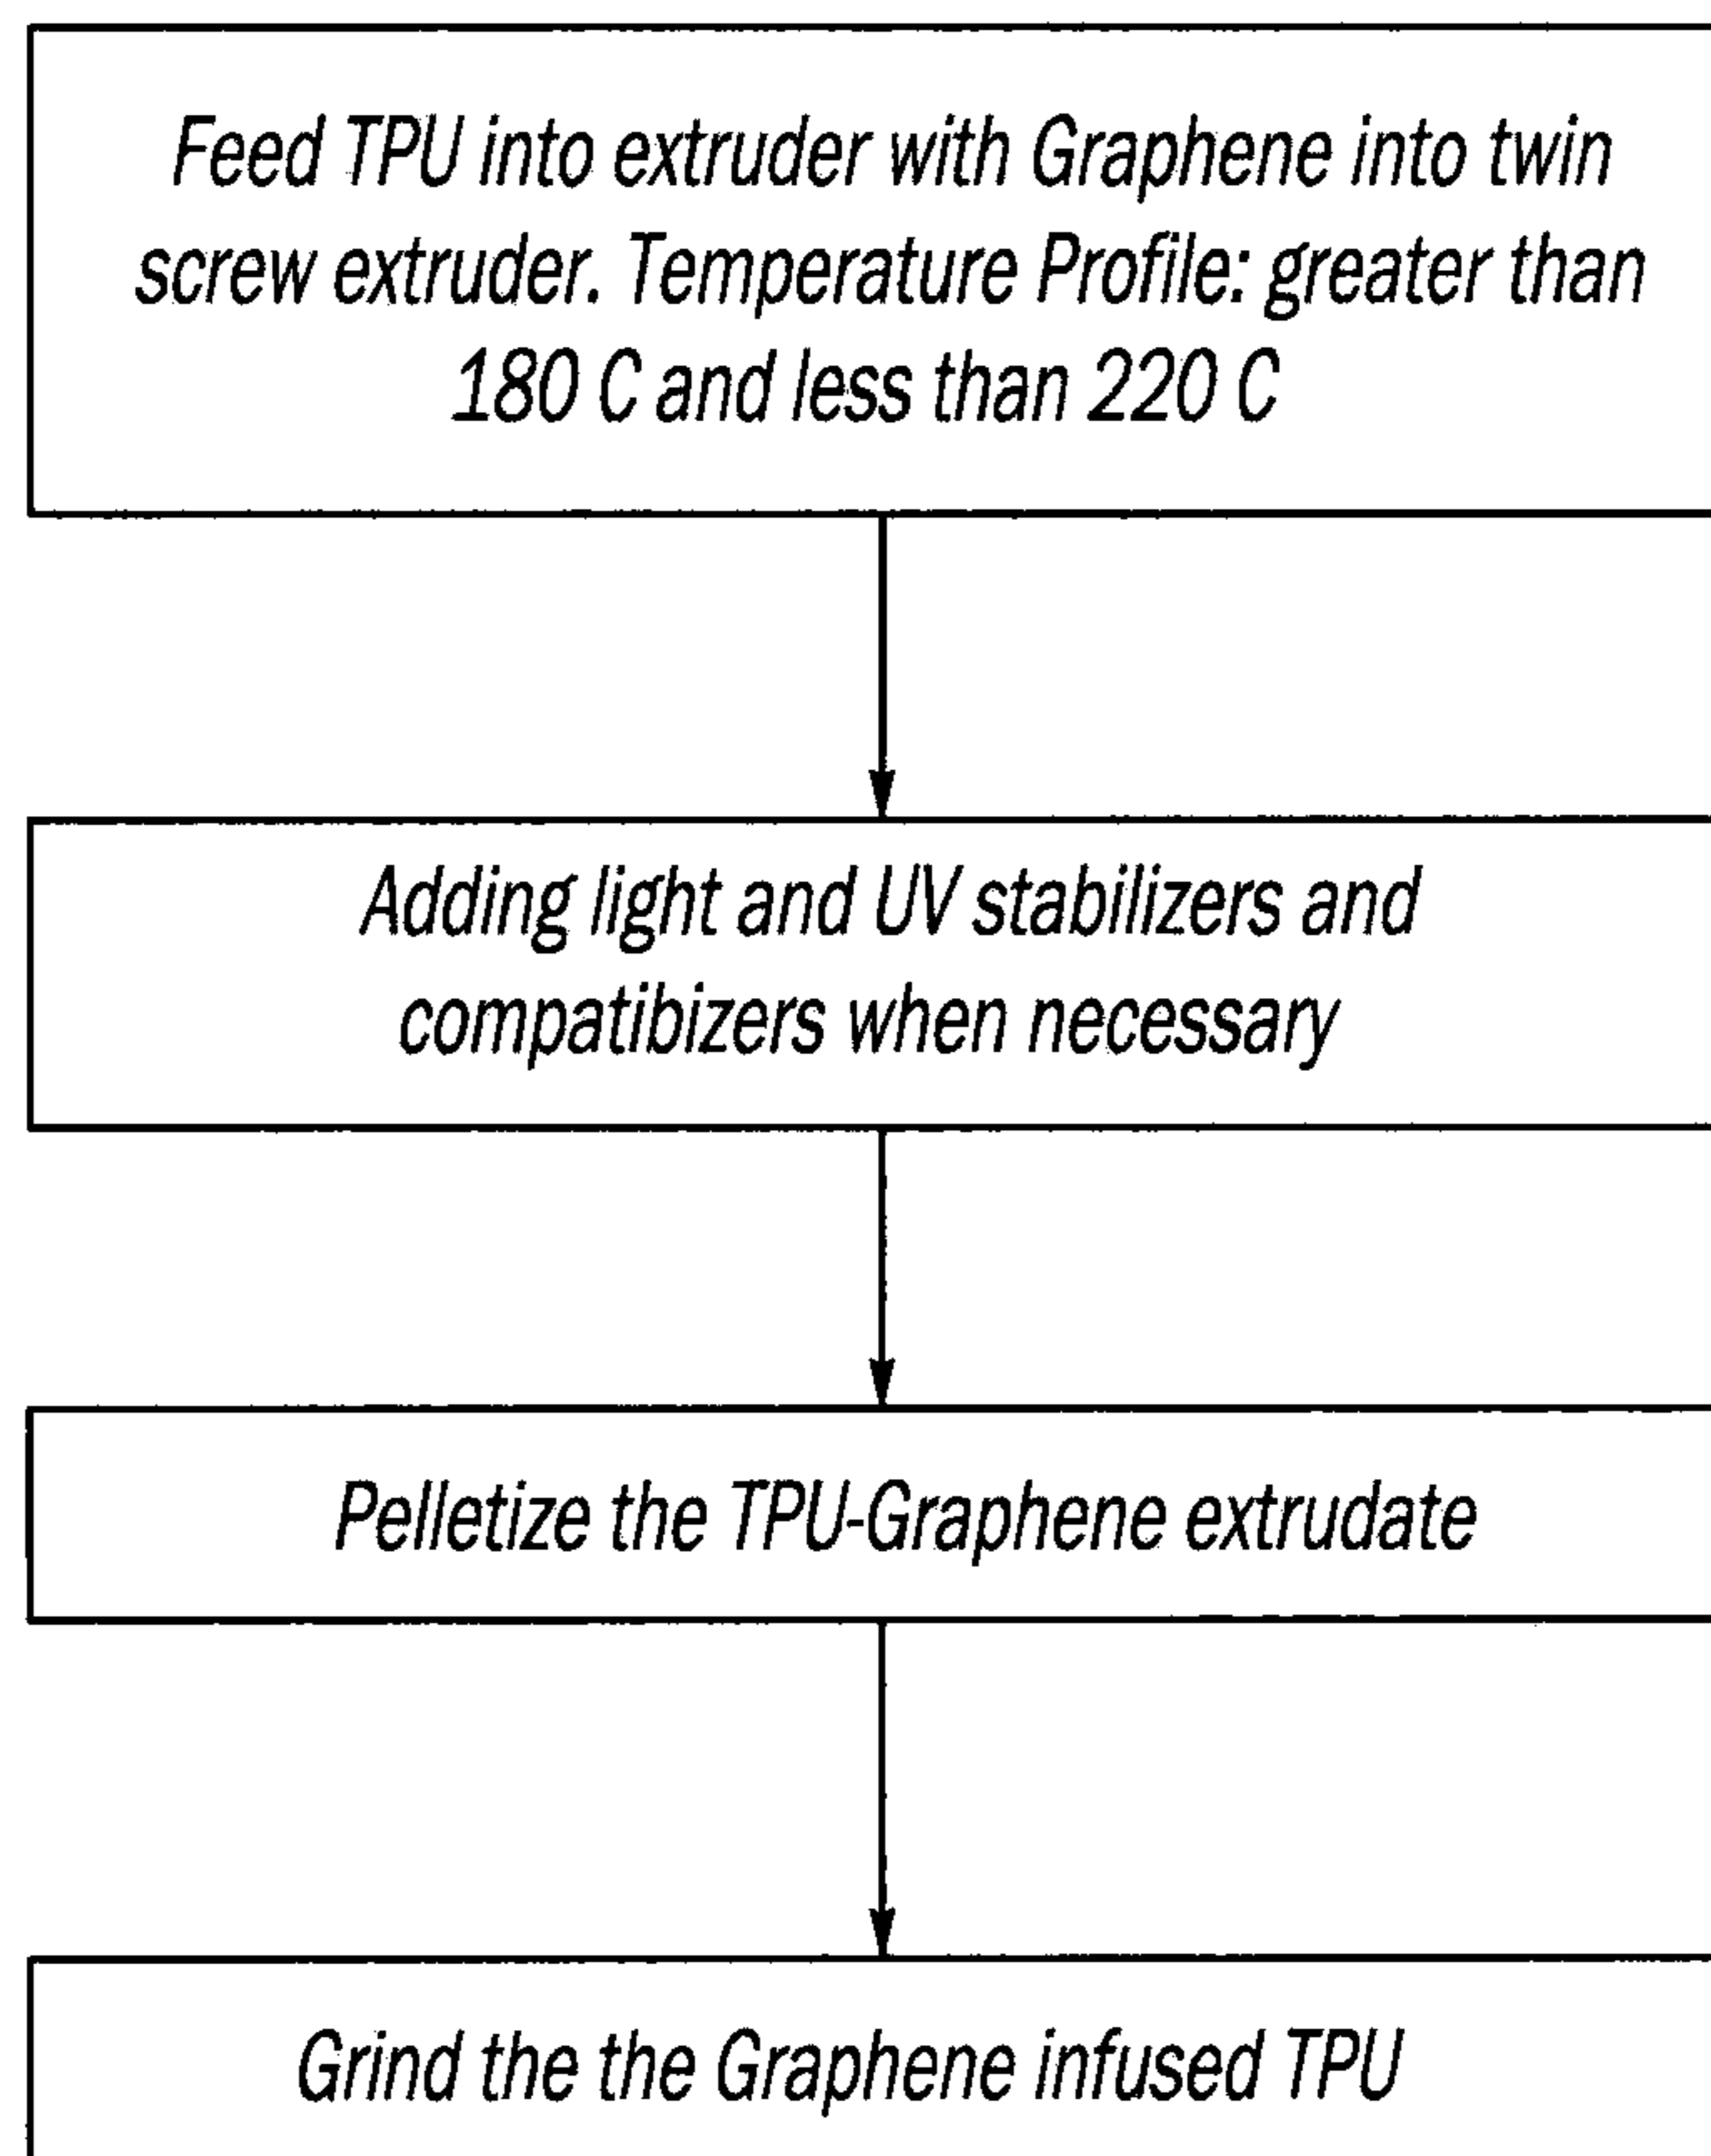 Feed TPU into extruder with Graphene into twin
screw extruder. Temperature Profile: greater than
180 C and less than 220 C
Adding light and UV stabilizers and
compatibizers when necessary
Pelletize the TPU-Graphene extrudate
Grind the the Graphene infused TPU